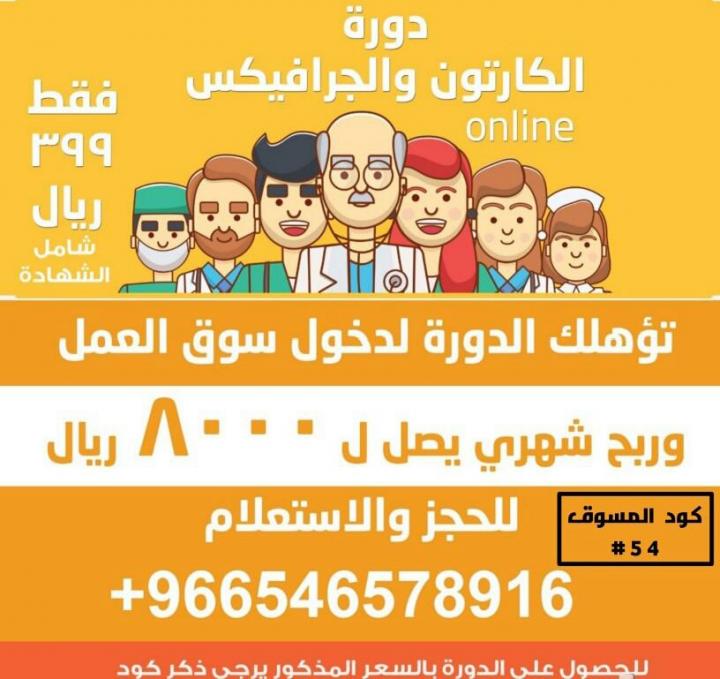 دورة
الكارتون والجرافيكس
online
فقط
٣٩٩
ريال
شامل
الشهادة
تؤهلك الدورة لدخول سوق العمل
وربح شهري يصل ل ٨٠٠٠ ريال
للحجز والاستعلام
كود المسوق
#54
+966546578916
للحصول على الدورة بالسعر المذكور يرجى ذكر كود